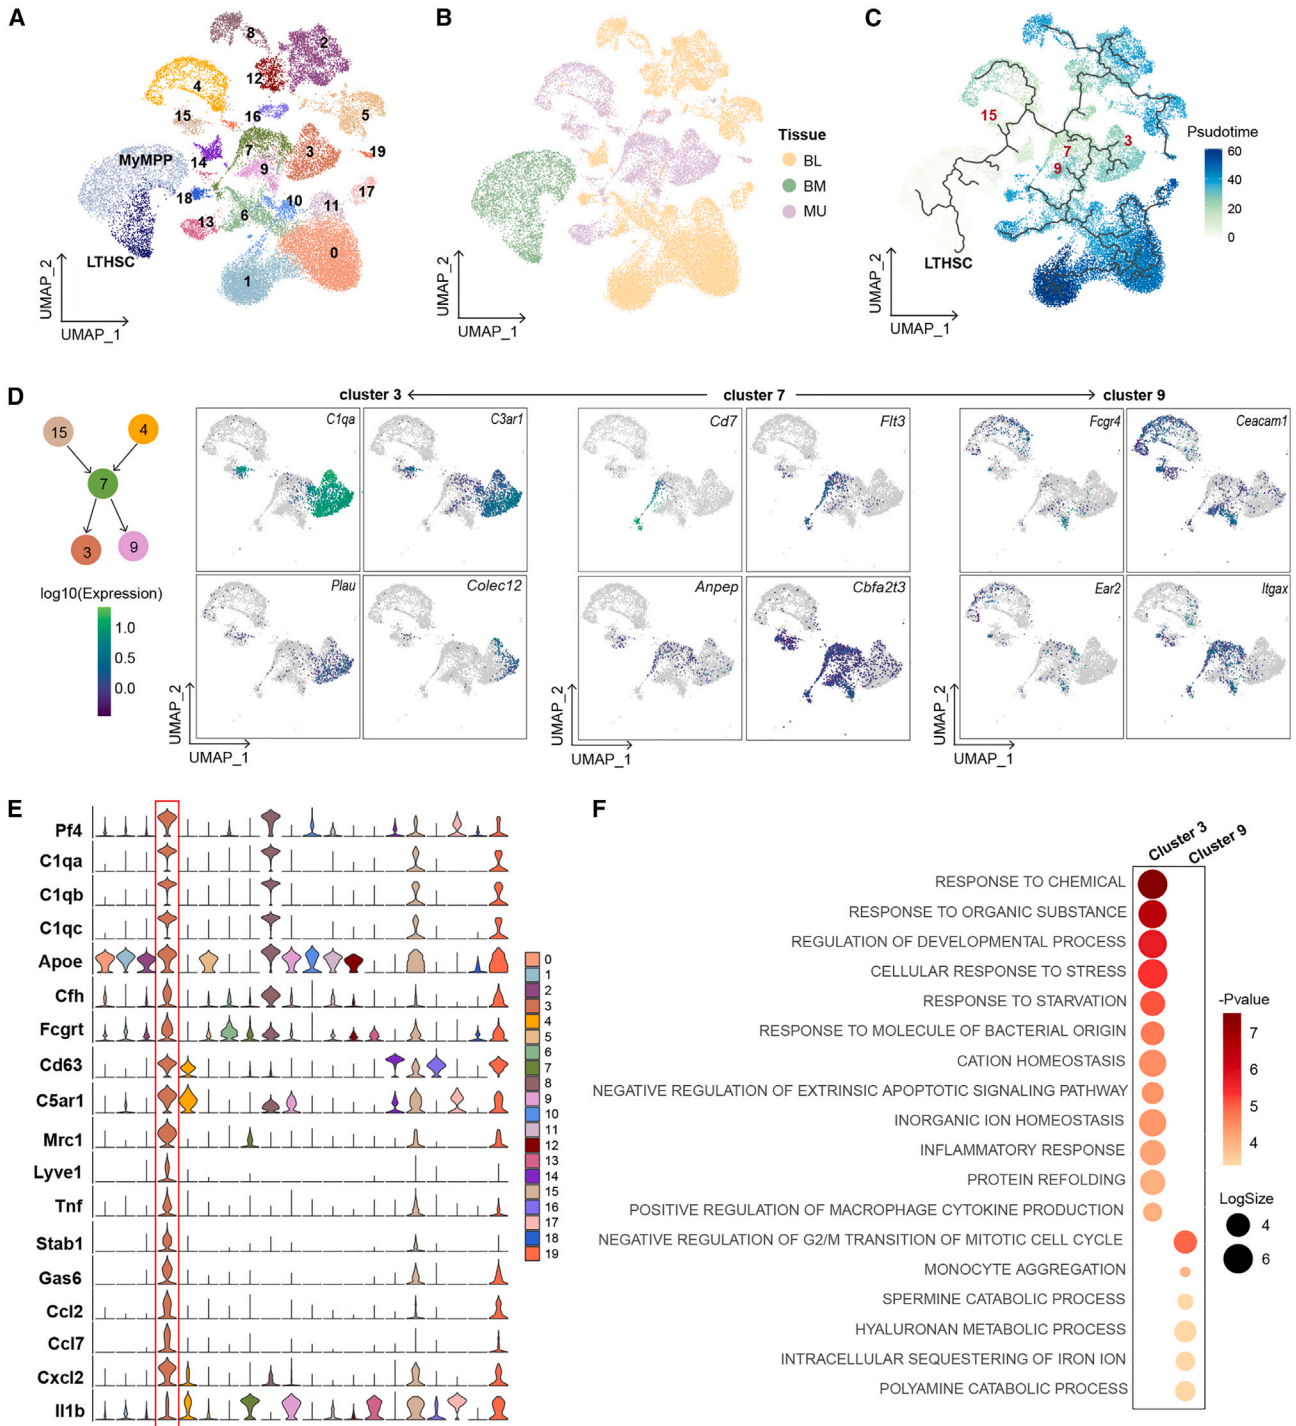 A
8
2
12
4
16
5
15
7
3
19
MyMPP
14
9
17
18
10
11
13
6
0
LTHSC
1
UMAP_2
UMAP_1
B
Tissue
BL
BM
MU
UMAP_2
UMAP_1
C
15
7
3
9
LTHSC
Psudotime
60
40
20
0
UMAP_2
UMAP_1
D
15
4
7
3
9
log10(Expression)
1.0
0.5
0.0
cluster 3
cluster 7
cluster 9
C1qa
C3ar1
Cd7
Flt3
Fcgr4
Ceacam1
Plau
Colec12
Anpep
Cbfa2t3
Ear2
Itgax
UMAP_2
UMAP_1
UMAP_2
UMAP_1
UMAP_2
UMAP_1
E
Pf4
C1qa
C1qb
C1qc
Apoe
Cfh
Fcgrt
Cd63
C5ar1
Mrc1
Lyve1
Tnf
Stab1
Gas6
Ccl2
Ccl7
Cxcl2
Il1b
0
1
2
3
4
5
6
7
8
9
10
11
12
13
14
15
16
17
18
19
F
Cluster 3
Cluster 9
RESPONSE TO CHEMICAL
RESPONSE TO ORGANIC SUBSTANCE
REGULATION OF DEVELOPMENTAL PROCESS
CELLULAR RESPONSE TO STRESS
RESPONSE TO STARVATION
RESPONSE TO MOLECULE OF BACTERIAL ORIGIN
CATION HOMEOSTASIS
NEGATIVE REGULATION OF EXTRINSIC APOPTOTIC SIGNALING PATHWAY
INORGANIC ION HOMEOSTASIS
INFLAMMATORY RESPONSE
PROTEIN REFOLDING
POSITIVE REGULATION OF MACROPHAGE CYTOKINE PRODUCTION
NEGATIVE REGULATION OF G2/M TRANSITION OF MITOTIC CELL CYCLE
MONOCYTE AGGREGATION
SPERMINE CATABOLIC PROCESS
HYALURONAN METABOLIC PROCESS
INTRACELLULAR SEQUESTERING OF IRON ION
POLYAMINE CATABOLIC PROCESS
-Pvalue
7
6
5
4
LogSize
4
6